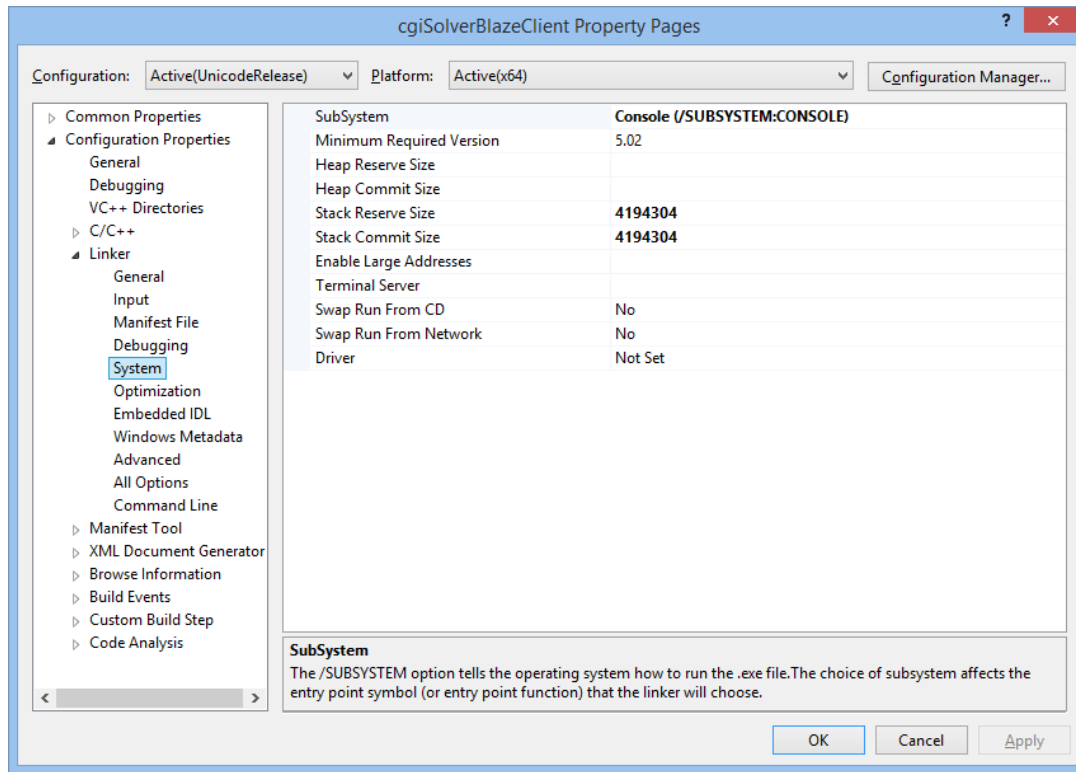 cgiSolverBlazeClient Property Pages
?
Configuration: Active(UnicodeRelease) Platform: Active(x64) Configuration Manager...
Common Properties
Configuration Properties
General
Debugging
VC++ Directories
C/C++
Linker
General
Input
Manifest File
Debugging
System
Optimization
Embedded IDL
Windows Metadata
Advanced
All Options
Command Line
Manifest Tool
XML Document Generator
Browse Information
Build Events
Custom Build Step
Code Analysis
SubSystem Console (/SUBSYSTEM:CONSOLE)
Minimum Required Version 5.02
Heap Reserve Size
Heap Commit Size
Stack Reserve Size 4194304
Stack Commit Size 4194304
Enable Large Addresses
Terminal Server
Swap Run From CD No
Swap Run From Network No
Driver Not Set
SubSystem
The /SUBSYSTEM option tells the operating system how to run the .exe file.The choice of subsystem affects the
entry point symbol (or entry point function) that the linker will choose.
OK Cancel Apply